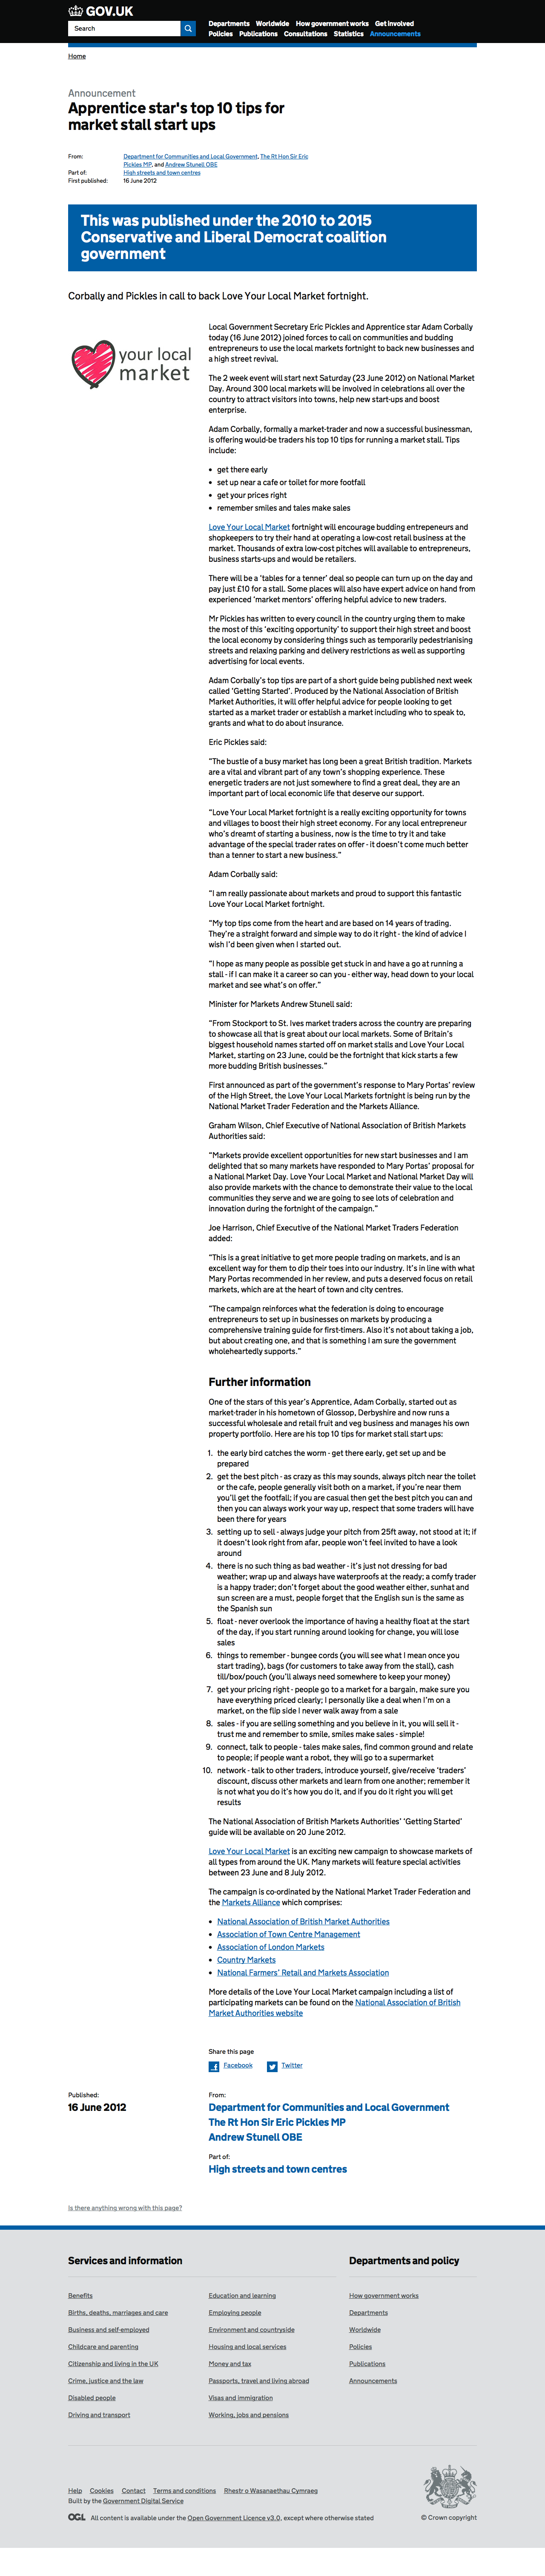 GOV.UK
Search
Departments Worldwide How government works Get involved
Policies Publications Consultations Statistics Announcements
Home
Announcement
Apprentice star's top 10 tips for
market stall start ups
From: Department for Communities and Local Government, The Rt Hon Sir Eric
Pickles MP, and Andrew Stunell OBE
Part of: High streets and town centres
First published: 16 June 2012
This was published under the 2010 to 2015
Conservative and Liberal Democrat coalition
government
Corbally and Pickles in call to back Love Your Local Market fortnight.
your local
market
Local Government Secretary Eric Pickles and Apprentice star Adam Corbally
today (16 June 2012) joined forces to call on communities and budding
entrepreneurs to use the local markets fortnight to back new businesses and
a high street revival.
The 2 week event will start next Saturday (23 June 2012) on National Market
Day. Around 300 local markets will be involved in celebrations all over the
country to attract visitors into towns, help new start-ups and boost
enterprise.
Adam Corbally, formally a market-trader and now a successful businessman,
is offering would-be traders his top 10 tips for running a market stall. Tips
include:
• get there early
• set up near a cafe or toilet for more footfall
• get your prices right
• remember smiles and tales make sales
Love Your Local Market fortnight will encourage budding entrepeneurs and
shopkeepers to try their hand at operating a low-cost retail business at the
market. Thousands of extra low-cost pitches will available to entrepreneurs,
business starts-ups and would be retailers.
There will be a ‘tables for a tenner’ deal so people can turn up on the day and
pay just £10 for a stall. Some places will also have expert advice on hand from
experienced ‘market mentors’ offering helpful advice to new traders.
Mr Pickles has written to every council in the country urging them to make
the most of this ‘exciting opportunity’ to support their high street and boost
the local economy by considering things such as temporarily pedestrianising
streets and relaxing parking and delivery restrictions as well as supporting
advertising for local events.
Adam Corbally’s top tips are part of a short guide being published next week
called ‘Getting Started’. Produced by the National Association of British
Market Authorities, it will offer helpful advice for people looking to get
started as a market trader or establish a market including who to speak to,
grants and what to do about insurance.
Eric Pickles said:
“The bustle of a busy market has long been a great British tradition. Markets
are a vital and vibrant part of any town’s shopping experience. These
energetic traders are not just somewhere to find a great deal, they are an
important part of local economic life that deserve our support.
“Love Your Local Market fortnight is a really exciting opportunity for towns
and villages to boost their high street economy. For any local entrepreneur
who’s dreamt of starting a business, now is the time to try it and take
advantage of the special trader rates on offer - it doesn’t come much better
than a tenner to start a new business.”
Adam Corbally said:
“I am really passionate about markets and proud to support this fantastic
Love Your Local Market fortnight.
“My top tips come from the heart and are based on 14 years of trading.
They’re a straight forward and simple way to do it right - the kind of advice I
wish I’d been given when I started out.
“I hope as many people as possible get stuck in and have a go at running a
stall - if I can make it a career so can you - either way, head down to your local
market and see what’s on offer.”
Minister for Markets Andrew Stunell said:
“From Stockport to St. Ives market traders across the country are preparing
to showcase all that is great about our local markets. Some of Britain’s
biggest household names started off on market stalls and Love Your Local
Market, starting on 23 June, could be the fortnight that kick starts a few
more budding British businesses.”
First announced as part of the government’s response to Mary Portas’ review
of the High Street, the Love Your Local Markets fortnight is being run by the
National Market Trader Federation and the Markets Alliance.
Graham Wilson, Chief Executive of National Association of British Markets
Authorities said:
“Markets provide excellent opportunities for new start businesses and I am
delighted that so many markets have responded to Mary Portas’ proposal for
a National Market Day. Love Your Local Market and National Market Day will
also provide markets with the chance to demonstrate their value to the local
communities they serve and we are going to see lots of celebration and
innovation during the fortnight of the campaign.”
Joe Harrison, Chief Executive of the National Market Traders Federation
added:
“This is a great initiative to get more people trading on markets, and is an
excellent way for them to dip their toes into our industry. It’s in line with what
Mary Portas recommended in her review, and puts a deserved focus on retail
markets, which are at the heart of town and city centres.
“The campaign reinforces what the federation is doing to encourage
entrepreneurs to set up in businesses on markets by producing a
comprehensive training guide for first-timers. Also it’s not about taking a job,
but about creating one, and that is something I am sure the government
wholeheartedly supports.”
Further information
One of the stars of this year’s Apprentice, Adam Corbally, started out as
market-trader in his hometown of Glossop, Derbyshire and now runs a
successful wholesale and retail fruit and veg business and manages his own
property portfolio. Here are his top 10 tips for market stall start ups:
1. the early bird catches the worm - get there early, get set up and be
prepared
2. get the best pitch - as crazy as this may sounds, always pitch near the toilet
or the cafe, people generally visit both on a market, if you’re near them
you’ll get the footfall; if you are casual then get the best pitch you can and
then you can always work your way up, respect that some traders will have
been there for years
3. setting up to sell - always judge your pitch from 25ft away, not stood at it; if
it doesn’t look right from afar, people won’t feel invited to have a look
around
4. there is no such thing as bad weather - it’s just not dressing for bad
weather; wrap up and always have waterproofs at the ready; a comfy trader
is a happy trader; don’t forget about the good weather either, sunhat and
sun screen are a must, people forget that the English sun is the same as
the Spanish sun
5. float - never overlook the importance of having a healthy float at the start
of the day, if you start running around looking for change, you will lose
sales
6. things to remember - bungee cords (you will see what I mean once you
start trading), bags (for customers to take away from the stall), cash
till/box/pouch (you’ll always need somewhere to keep your money)
7. get your pricing right - people go to a market for a bargain, make sure you
have everything priced clearly; I personally like a deal when I’m on a
market, on the flip side I never walk away from a sale
8. sales - if you are selling something and you believe in it, you will sell it -
trust me and remember to smile, smiles make sales - simple!
9. connect, talk to people - tales make sales, find common ground and relate
to people; if people want a robot, they will go to a supermarket
10. network - talk to other traders, introduce yourself, give/receive ‘traders’
discount, discuss other markets and learn from one another; remember it
is not what you do it’s how you do it, and if you do it right you will get
results
The National Association of British Markets Authorities’ ‘Getting Started’
guide will be available on 20 June 2012.
Love Your Local Market is an exciting new campaign to showcase markets of
all types from around the UK. Many markets will feature special activities
between 23 June and 8 July 2012.
The campaign is co-ordinated by the National Market Trader Federation and
the Markets Alliance which comprises:
• National Association of British Market Authorities
• Association of Town Centre Management
• Association of London Markets
• Country Markets
• National Farmers’ Retail and Markets Association
More details of the Love Your Local Market campaign including a list of
participating markets can be found on the National Association of British
Market Authorities website
Share this page
Facebook Twitter
Published:
16 June 2012
From:
Department for Communities and Local Government
The Rt Hon Sir Eric Pickles MP
Andrew Stunell OBE
Part of:
High streets and town centres
Is there anything wrong with this page?
Services and information
Benefits
Births, deaths, marriages and care
Business and self-employed
Childcare and parenting
Citizenship and living in the UK
Crime, justice and the law
Disabled people
Driving and transport
Education and learning
Employing people
Environment and countryside
Housing and local services
Money and tax
Passports, travel and living abroad
Visas and immigration
Working, jobs and pensions
Departments and policy
How government works
Departments
Worldwide
Policies
Publications
Announcements
Help Cookies Contact Terms and conditions Rhestr o Wasanaethau Cymraeg
Built by the Government Digital Service
OGL All content is available under the Open Government Licence v3.0, except where otherwise stated
© Crown copyright